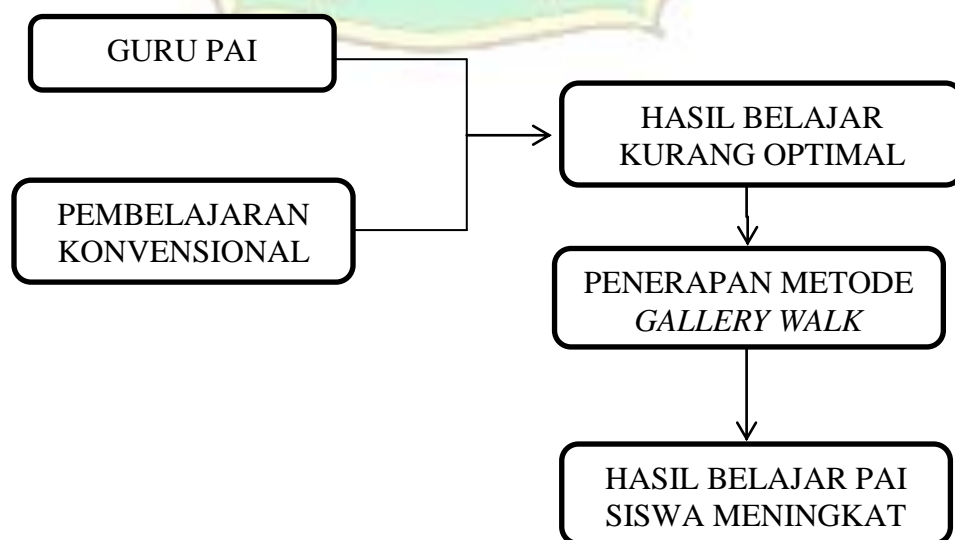 GURU PAI
PEMBELAJARAN
KONVENSIONAL
HASIL BELAJAR
KURANG OPTIMAL
PENERAPAN METODE
GALLERY WALK
HASIL BELAJAR PAI
SISWA MENINGKAT